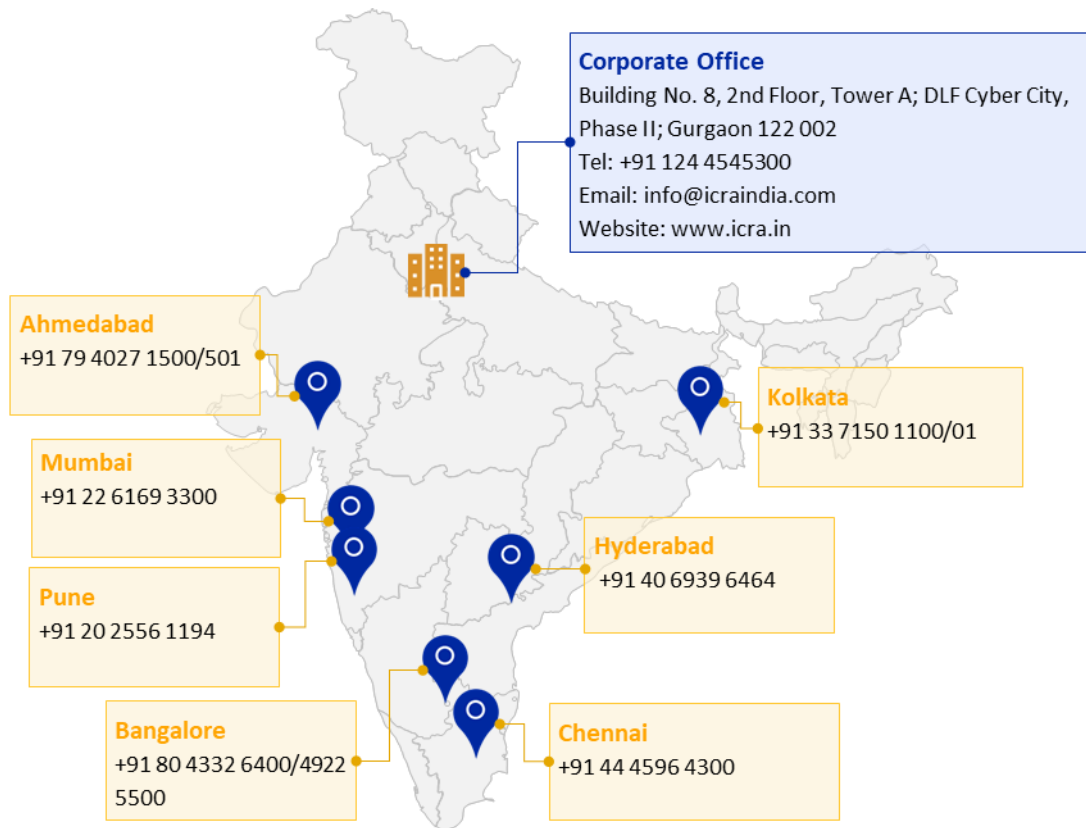 Corporate Office
Building No. 8, 2nd Floor, Tower A; DLF Cyber City,
Phase II; Gurgaon 122 002
Tel: +91 124 4545300
Email: info@icraindia.com
Website: www.icra.in
Ahmedabad
+91 79 4027 1500/501
Kolkata
+91 33 7150 1100/01
Mumbai
+91 22 6169 3300
Hyderabad
+91 40 6939 6464
Pune
+91 20 2556 1194
Bangalore
+91 80 4332 6400/4922
5500
Chennai
+91 44 4596 4300